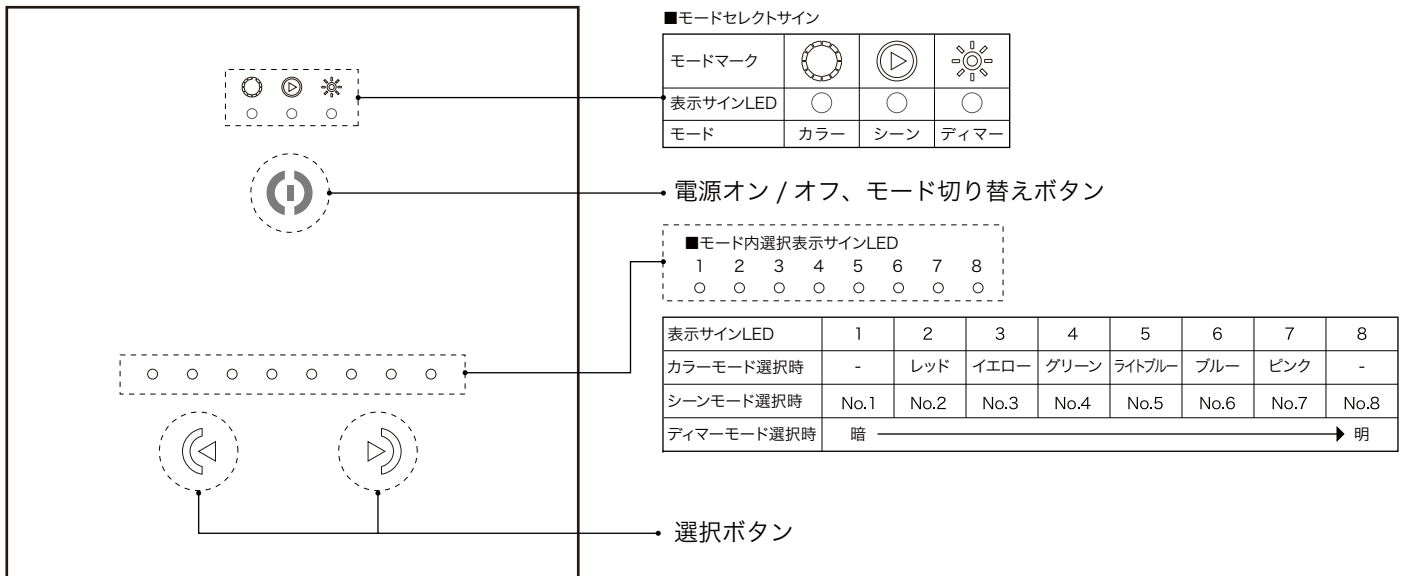 ■モードセレクトサイン
モードマーク
表示サインLED
モード カラー シーン ディマー
電源オン / オフ、モード切り替えボタン
■モード内選択表示サインLED
1 2 3 4 5 6 7 8
表示サインLED 1 2 3 4 5 6 7 8
カラーモード選択時 - レッド イエロー グリーン ライトブルー ブルー ピンク -
シーンモード選択時 No.1 No.2 No.3 No.4 No.5 No.6 No.7 No.8
ディマーモード選択時 暗 明
選択ボタン